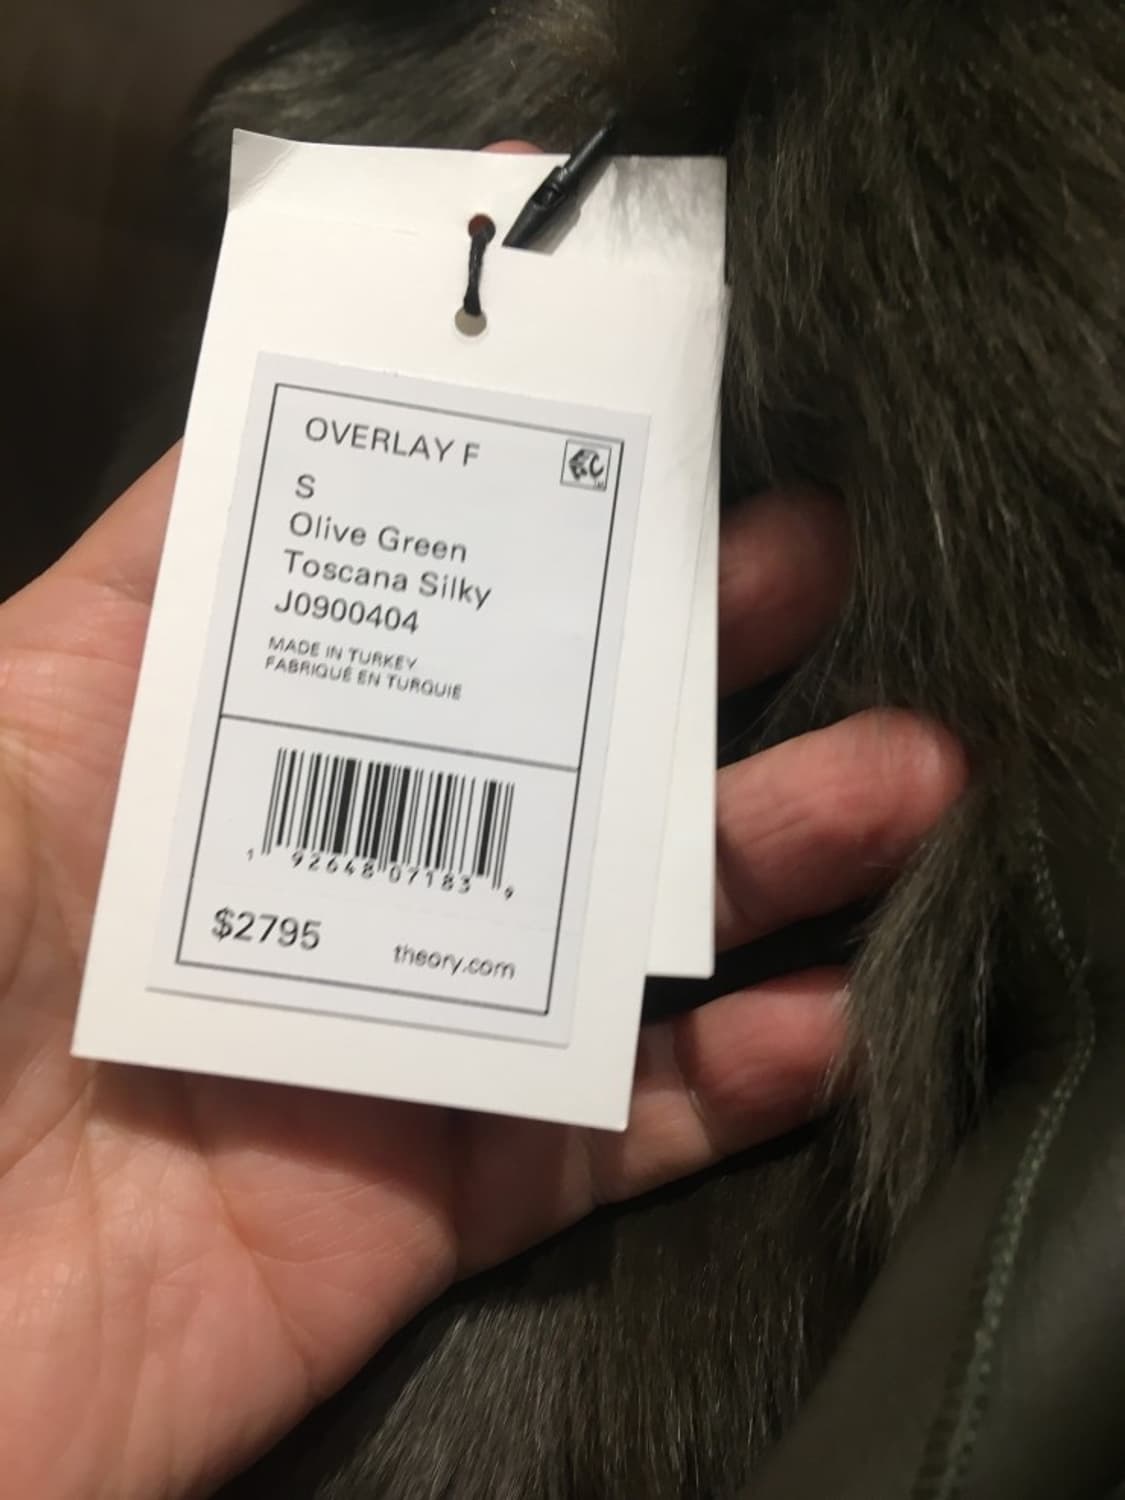 OVERLAY F
S
Olive Green
Toscana Silky
J0900404
MADE IN TURKEY
FABRIQUÉ EN TURQUIE
1 92648 07183 9
$2795
theory.com